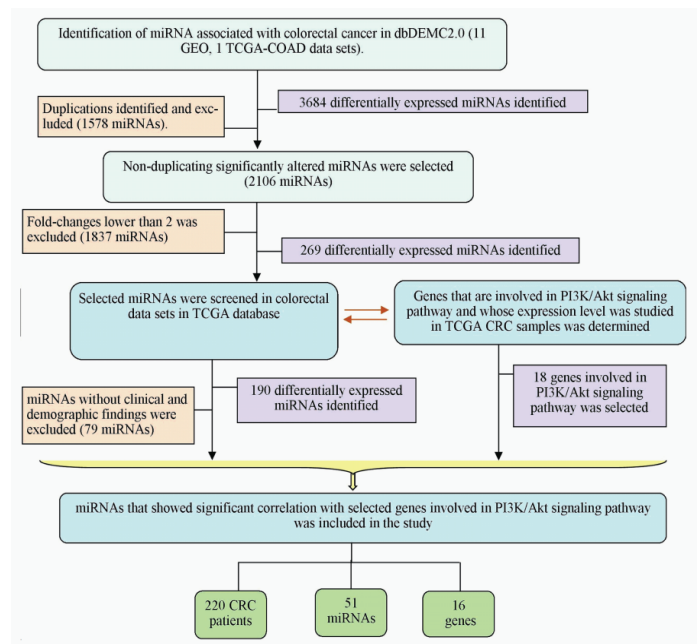 Identification of miRNA associated with colorectal cancer in dbDEMC2.0 (11
GEO, 1 TCGA-COAD data sets).
Duplications identified and exc-
luded (1578 miRNAs).
3684 differentially expressed miRNAs identified
Non-duplicating significantly altered miRNAs were selected
(2106 miRNAs)
Fold-changes lower than 2 was
excluded (1837 miRNAs)
269 differentially expressed miRNAs identified
Selected miRNAs were screened in colorectal
data sets in TCGA database
Genes that are involved in PI3K/Akt signaling
pathway and whose expression level was studied
in TCGA CRC samples was determined
miRNAs without clinical and
demographic findings were
excluded (79 miRNAs)
190 differentially expressed
miRNAs identified
18 genes involved in
PI3K/Akt signaling
pathway was selected
miRNAs that showed significant correlation with selected genes involved in PI3K/Akt signaling pathway
was included in the study
220 CRC
patients
51
miRNAs
16
genes